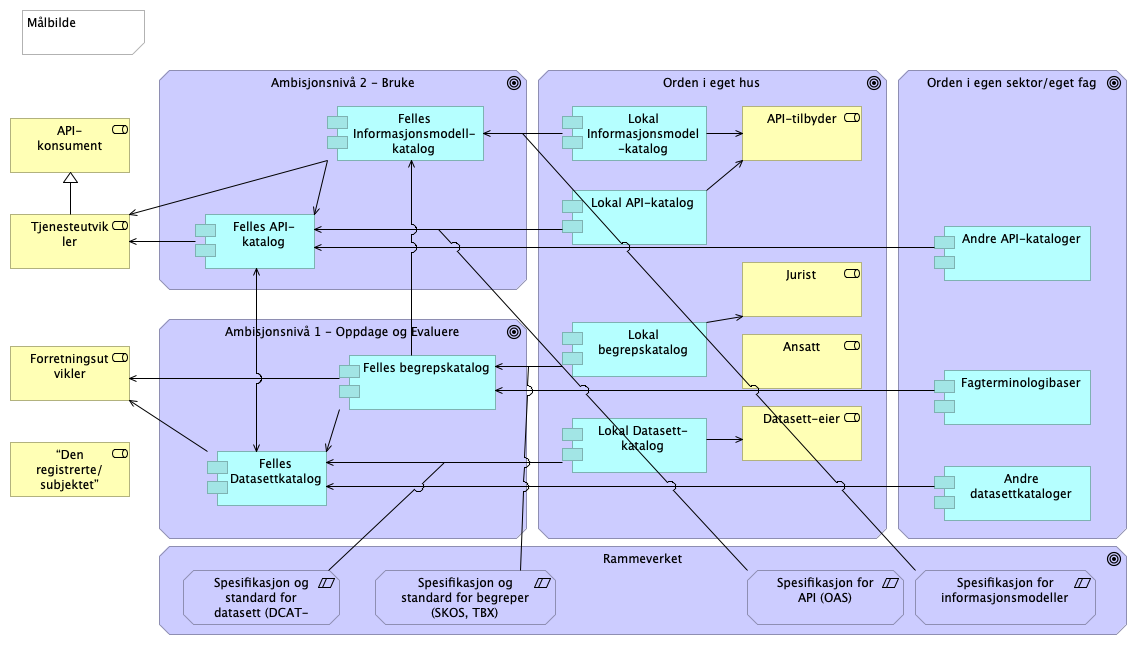 Målbilde
Ambisjonsnivå 2 - Bruke
Orden i eget hus
Orden i egen sektor/eget fag
API-
konsument
Felles
Informasjonsmodell-
katalog
Lokal
Informasjonsmodel
-katalog
API-tilbyder
Tjenesteutvik
ler
Felles API-
katalog
Lokal API-katalog
Andre API-kataloger
Jurist
Ambisjonsnivå 1 - Oppdage og Evaluere
Lokal
begrepskatalog
Ansatt
Forretningsut
vikler
Felles begrepskatalog
Fagterminologibaser
Lokal Datasett-
katalog
Datasett-eier
"Den
registrerte/
subjektet"
Felles
Datasettkatalog
Andre
datasettkataloger
Rammeverket
Spesifikasjon og
standard for
datasett (DCAT-
Spesifikasjon og
standard for begreper
(SKOS, TBX)
Spesifikasjon for
API (OAS)
Spesifikasjon for
informasjonsmodeller